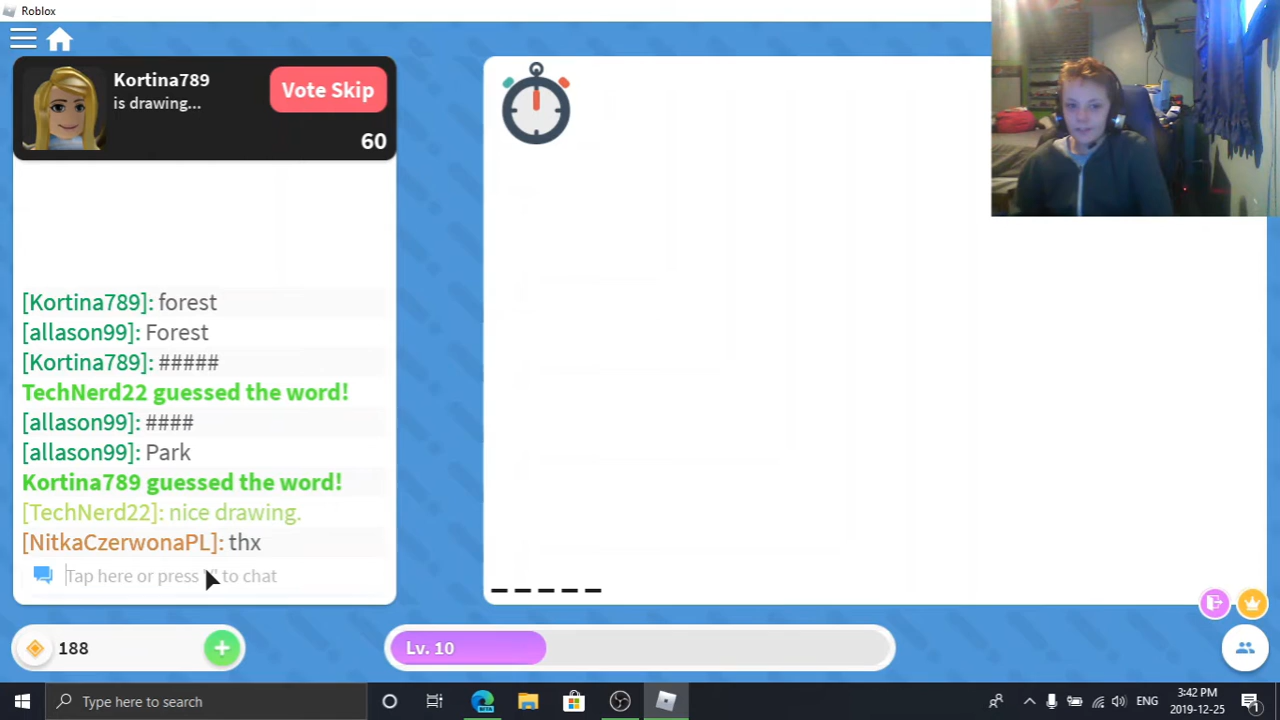 Roblox
Kortina789
is drawing...
Vote Skip
60
[Kortina789]: forest
[allason99]: Forest
[Kortina789]: #####
TechNerd22 guessed the word!
[allason99]: ####
[allason99]: Park
Kortina789 guessed the word!
[TechNerd22]: nice drawing.
[NitkaCzerwonaPL]: thx
Tap here or press '/' to chat
_ _ _ _ _
188
Lv. 10
Type here to search
BETA
ENG
3:42 PM
2019-12-25
1